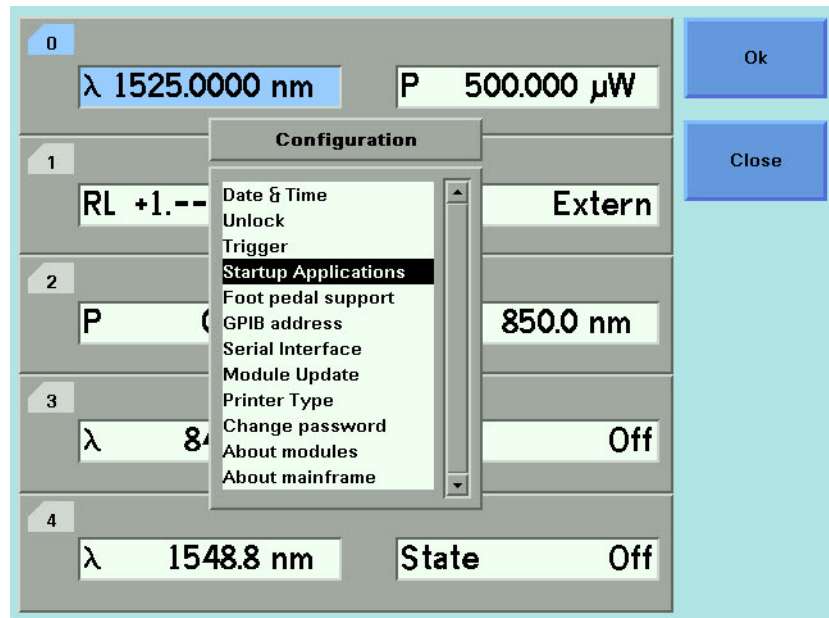 0
λ 1525.0000 nm
P 500.000 µW
Ok
Configuration
Close
1
RL +1.--
Extern
Date & Time
Unlock
Trigger
Startup Applications
Foot pedal support
GPIB address
Serial Interface
Module Update
Printer Type
Change password
About modules
About mainframe
2
P
850.0 nm
3
λ
Off
4
λ 1548.8 nm
State Off